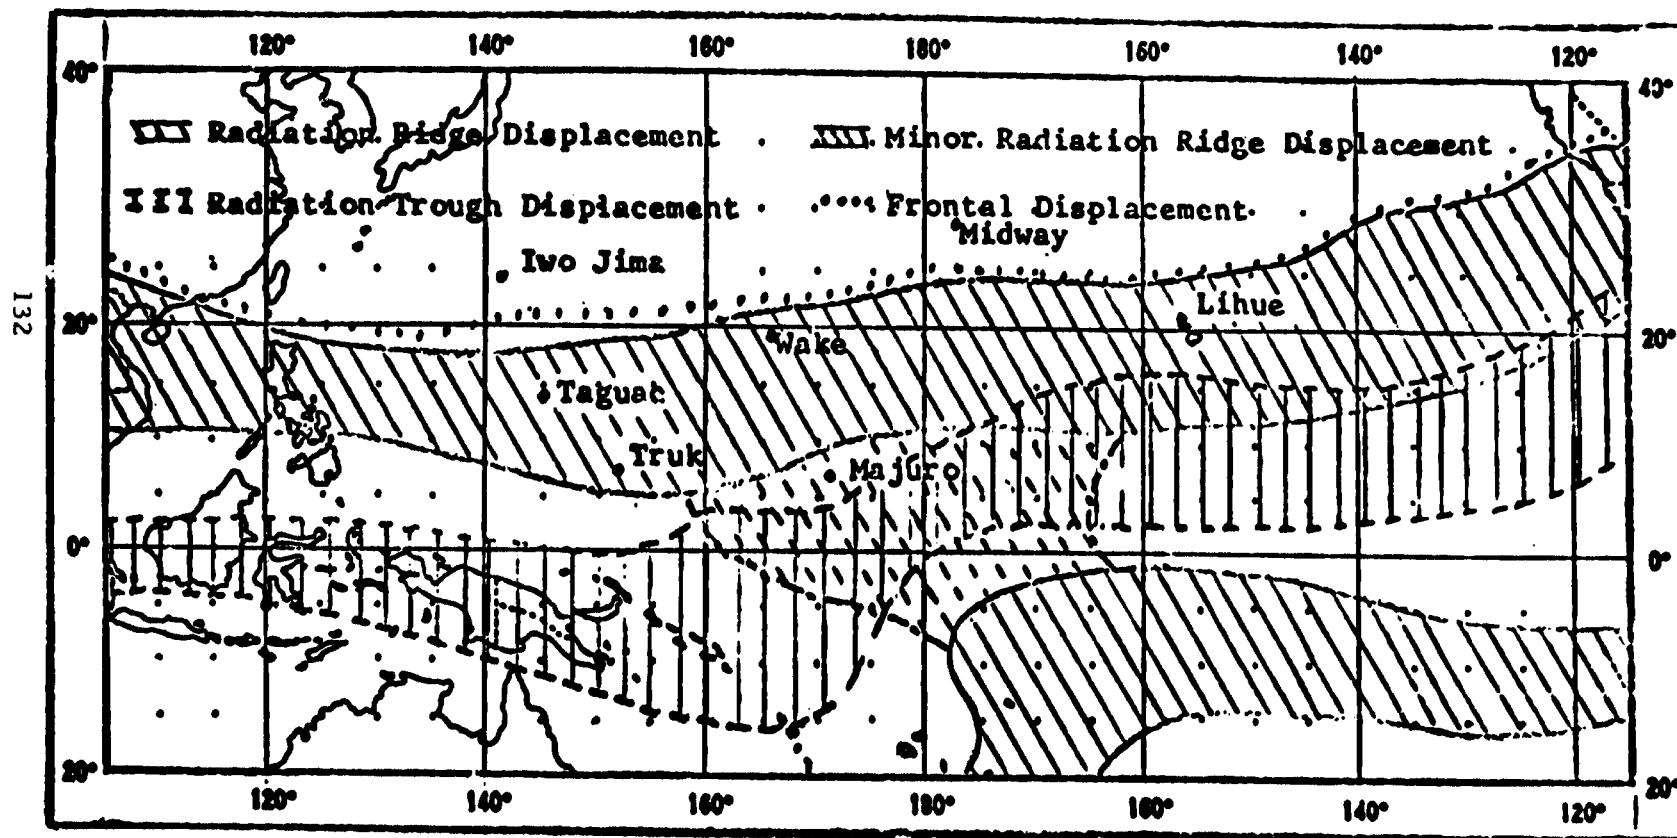 120° 140° 160° 180° 160° 140° 120°
40° 40°
Radiation Ridge Displacement Minor Radiation Ridge Displacement
Radiation Trough Displacement Frontal Displacement
Midway
Iwo Jima
Lihue
132
20° 20°
Wake
Taguac
Truk
Majuro
0° 0°
20° 20°
120° 140° 160° 180° 160° 140° 120°